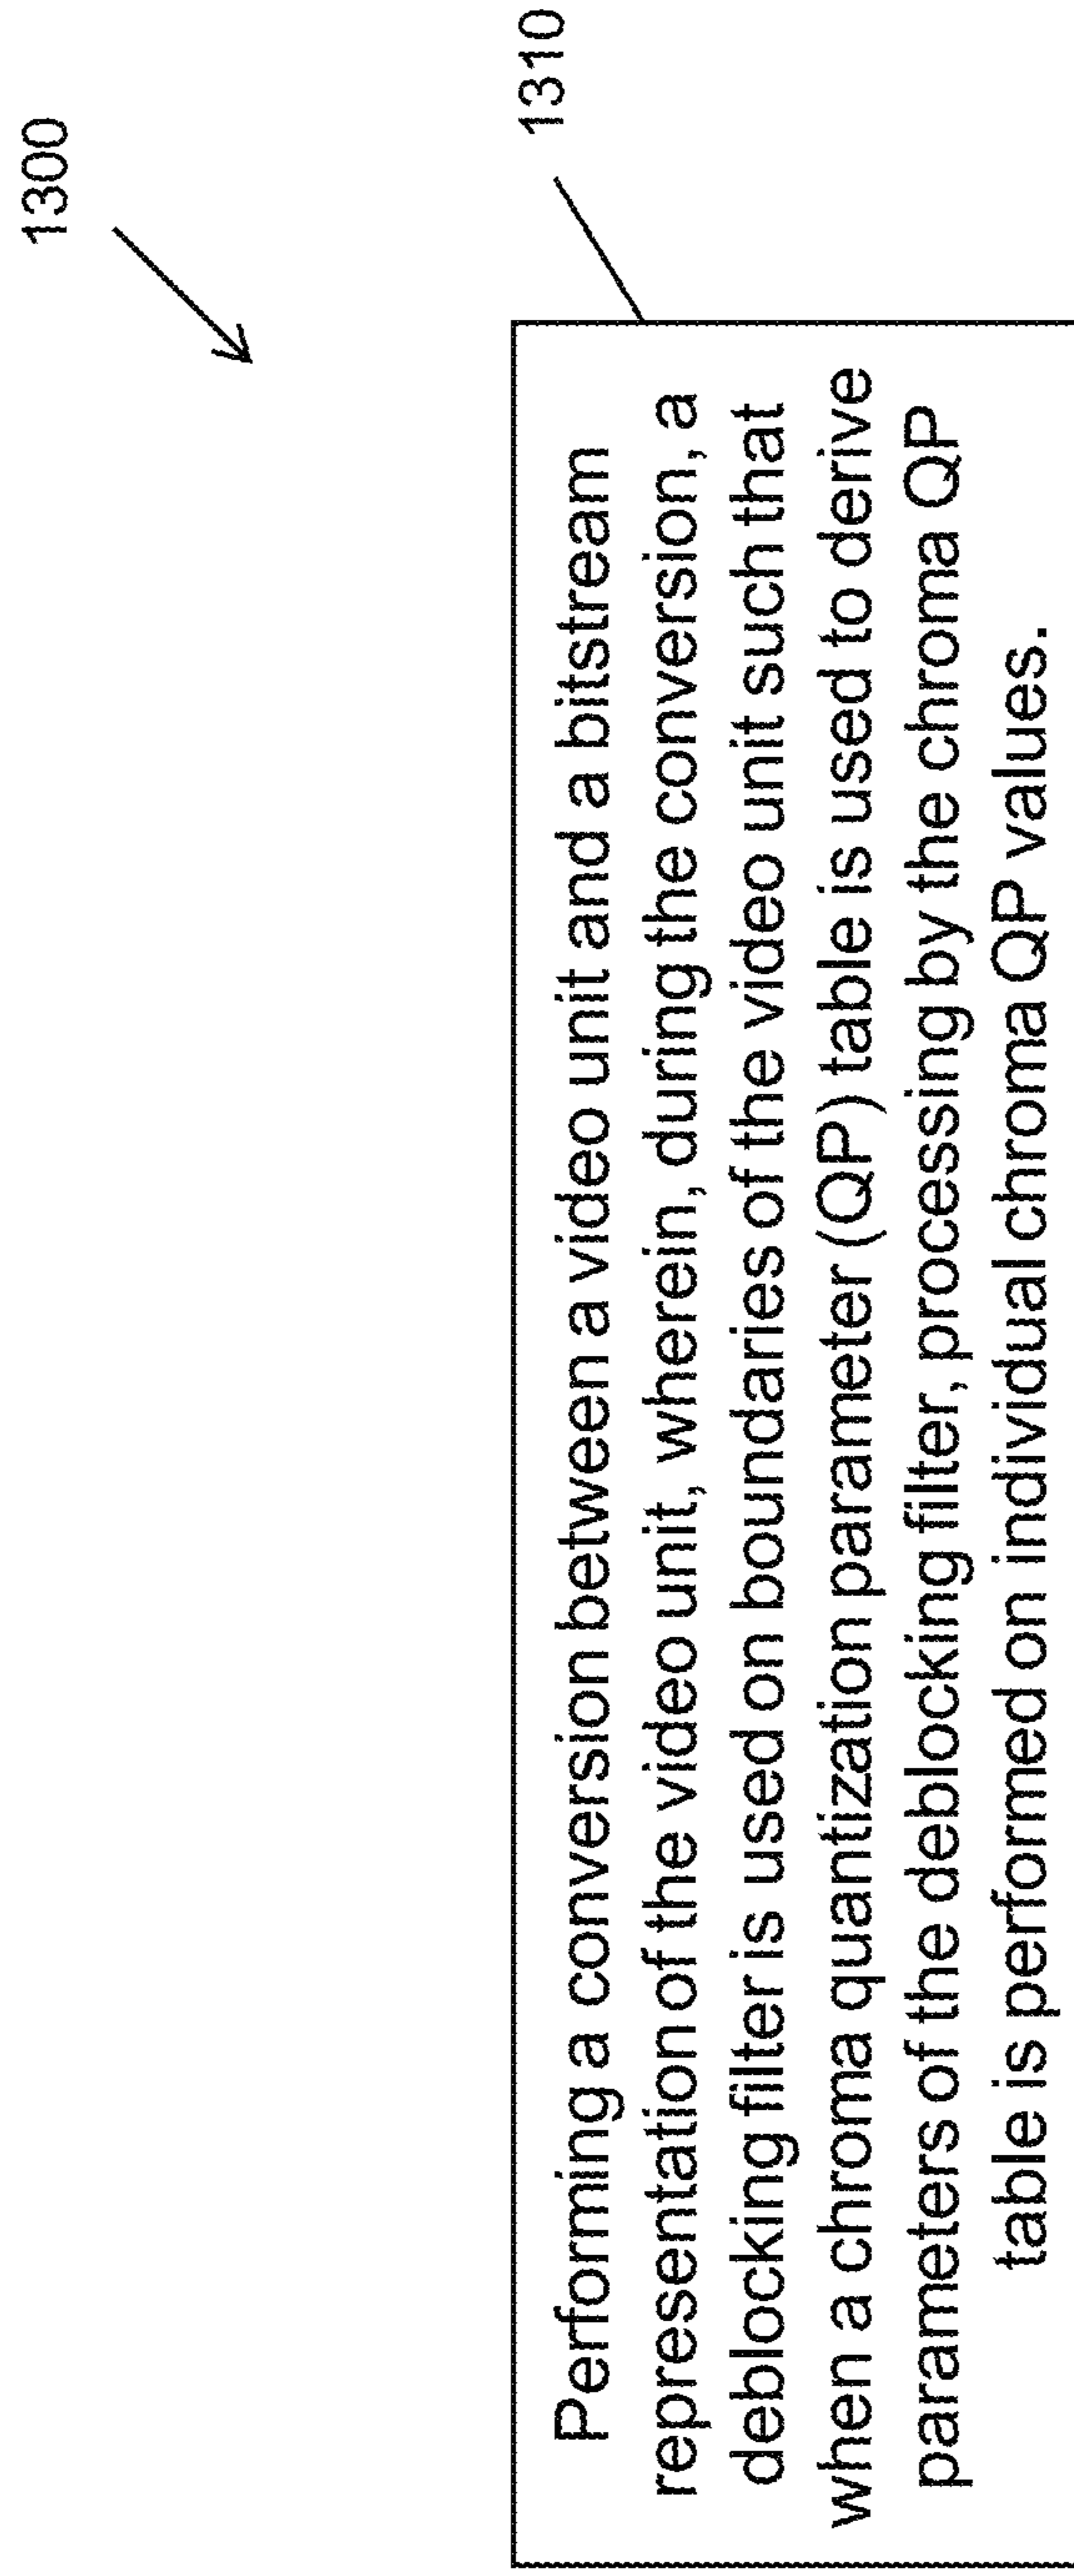 1300
1310
Performing a conversion between a video unit and a bitstream
representation of the video unit, wherein, during the conversion, a
deblocking filter is used on boundaries of the video unit such that
when a chroma quantization parameter (QP) table is used to derive
parameters of the deblocking filter, processing by the chroma QP
table is performed on individual chroma QP values.